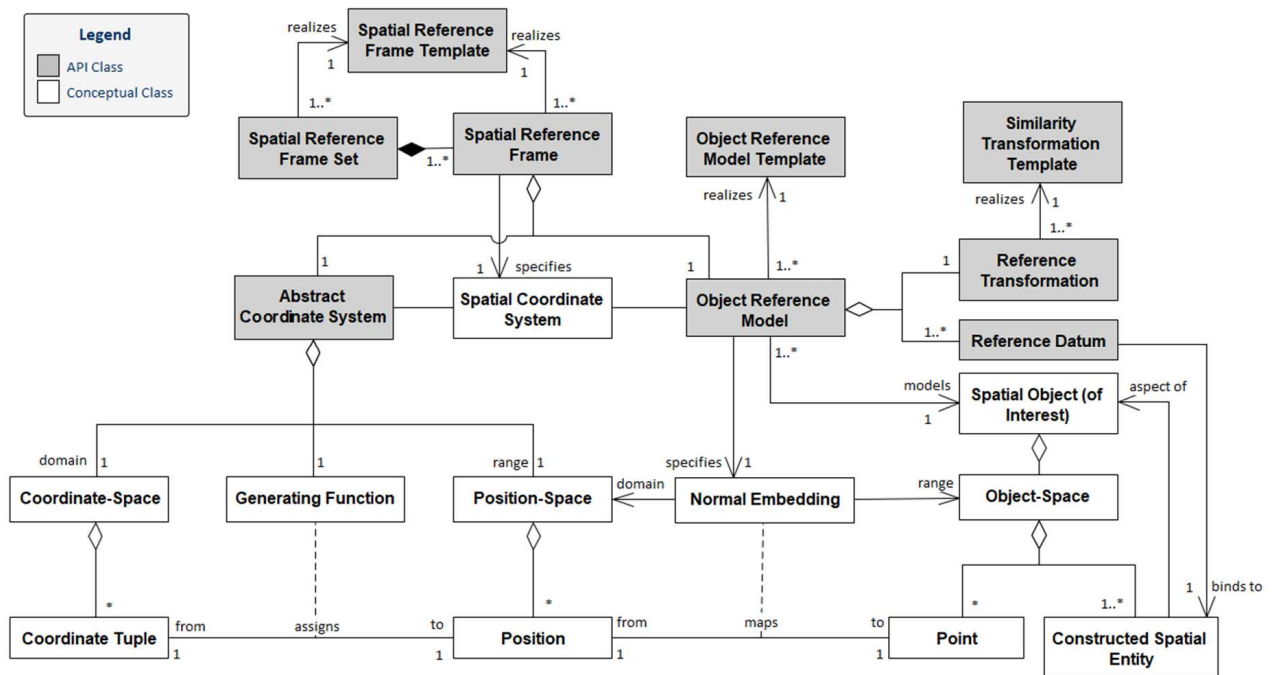 Legend
API Class
Conceptual Class
realizes
Spatial Reference
Frame Template
realizes
1
1
1..*
1..*
Spatial Reference
Frame Set
1..*
Spatial Reference
Frame
Object Reference
Model Template
Similarity
Transformation
Template
realizes
1
realizes
1
1..*
1
1
specifies
1
1..*
1
Reference
Transformation
Abstract
Coordinate System
Spatial Coordinate
System
Object Reference
Model
1..*
Reference Datum
1..*
models
1
Spatial Object (of
Interest)
aspect of
domain
1
1
range
1
specifies
1
Coordinate-Space
Generating Function
Position-Space
domain
Normal Embedding
range
Object-Space
1
binds to
*
*
*
1..*
Coordinate Tuple
from
1
assigns
to
1
Position
from
1
maps
to
1
Point
Constructed Spatial
Entity